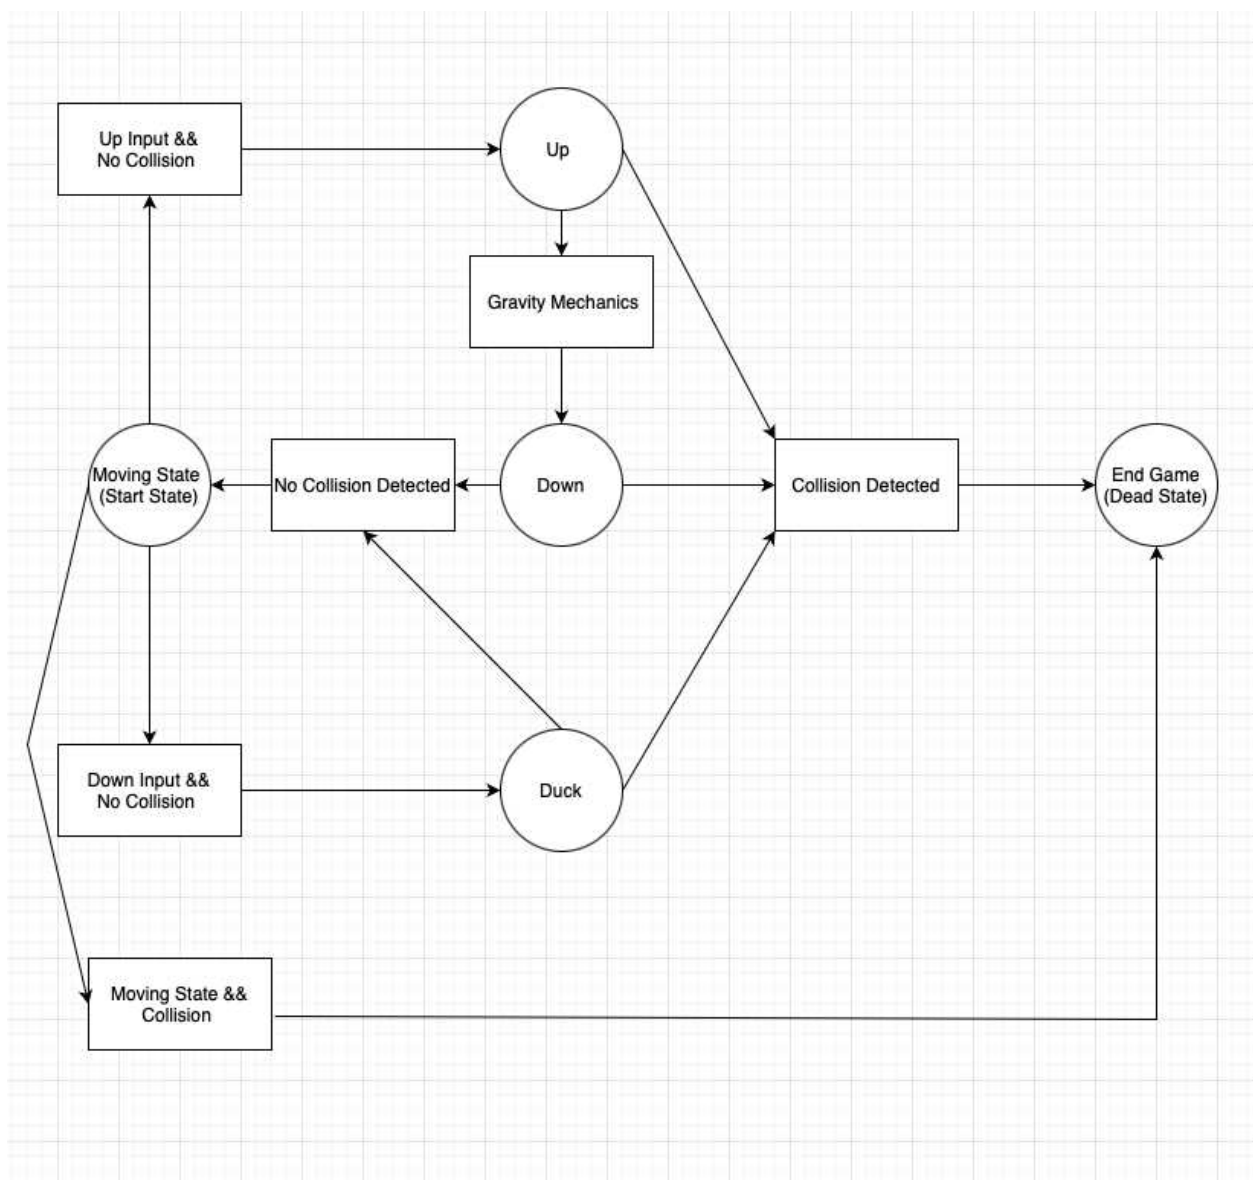 Up Input &&
No Collision
Up
Gravity Mechanics
Moving State
(Start State)
No Collision Detected
Down
Collision Detected
End Game
(Dead State)
Down Input &&
No Collision
Duck
Moving State &&
Collision